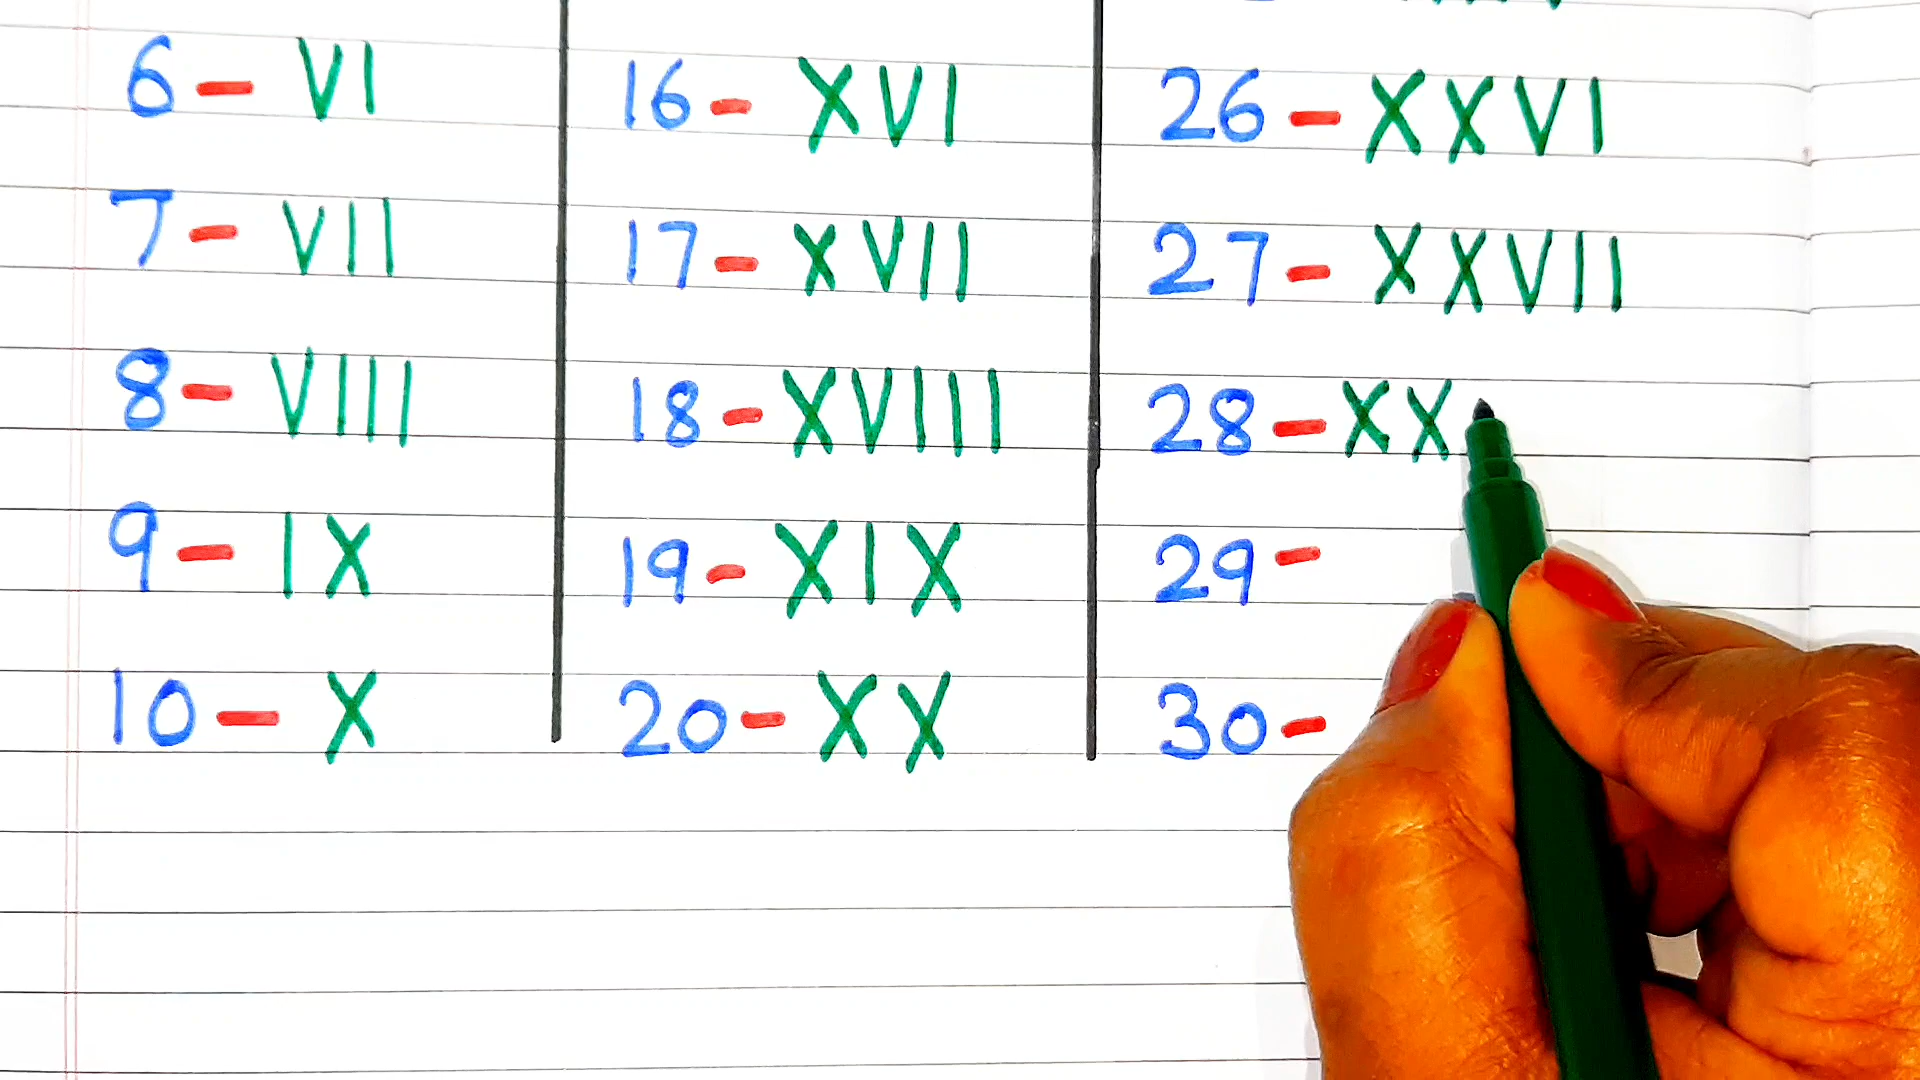 6 - VI
7 - VII
8 - VIII
9 - IX
10 - X
16 - XVI
17 - XVII
18 - XVIII
19 - XIX
20 - XX
26 - XXVI
27 - XXVII
28 - XX
29 -
30 -